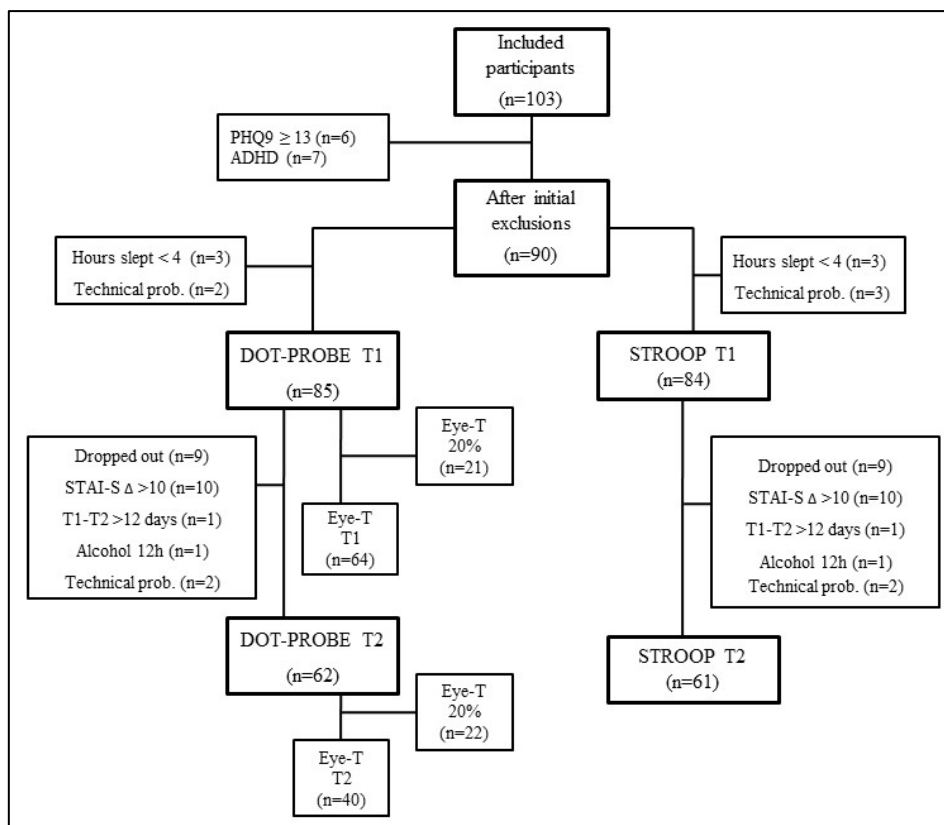 Included
participants
(n=103)
PHQ9 ≥ 13 (n=6)
ADHD (n=7)
After initial
exclusions
(n=90)
Hours slept < 4 (n=3)
Technical prob. (n=2)
Hours slept < 4 (n=3)
Technical prob. (n=3)
DOT-PROBE T1
(n=85)
STROOP T1
(n=84)
Eye-T
20%
(n=21)
Dropped out (n=9)
STAI-S Δ >10 (n=10)
T1-T2 >12 days (n=1)
Alcohol 12h (n=1)
Technical prob. (n=2)
Eye-T
T1
(n=64)
Dropped out (n=9)
STAI-S Δ >10 (n=10)
T1-T2 >12 days (n=1)
Alcohol 12h (n=1)
Technical prob. (n=2)
DOT-PROBE T2
(n=62)
STROOP T2
(n=61)
Eye-T
20%
(n=22)
Eye-T
T2
(n=40)